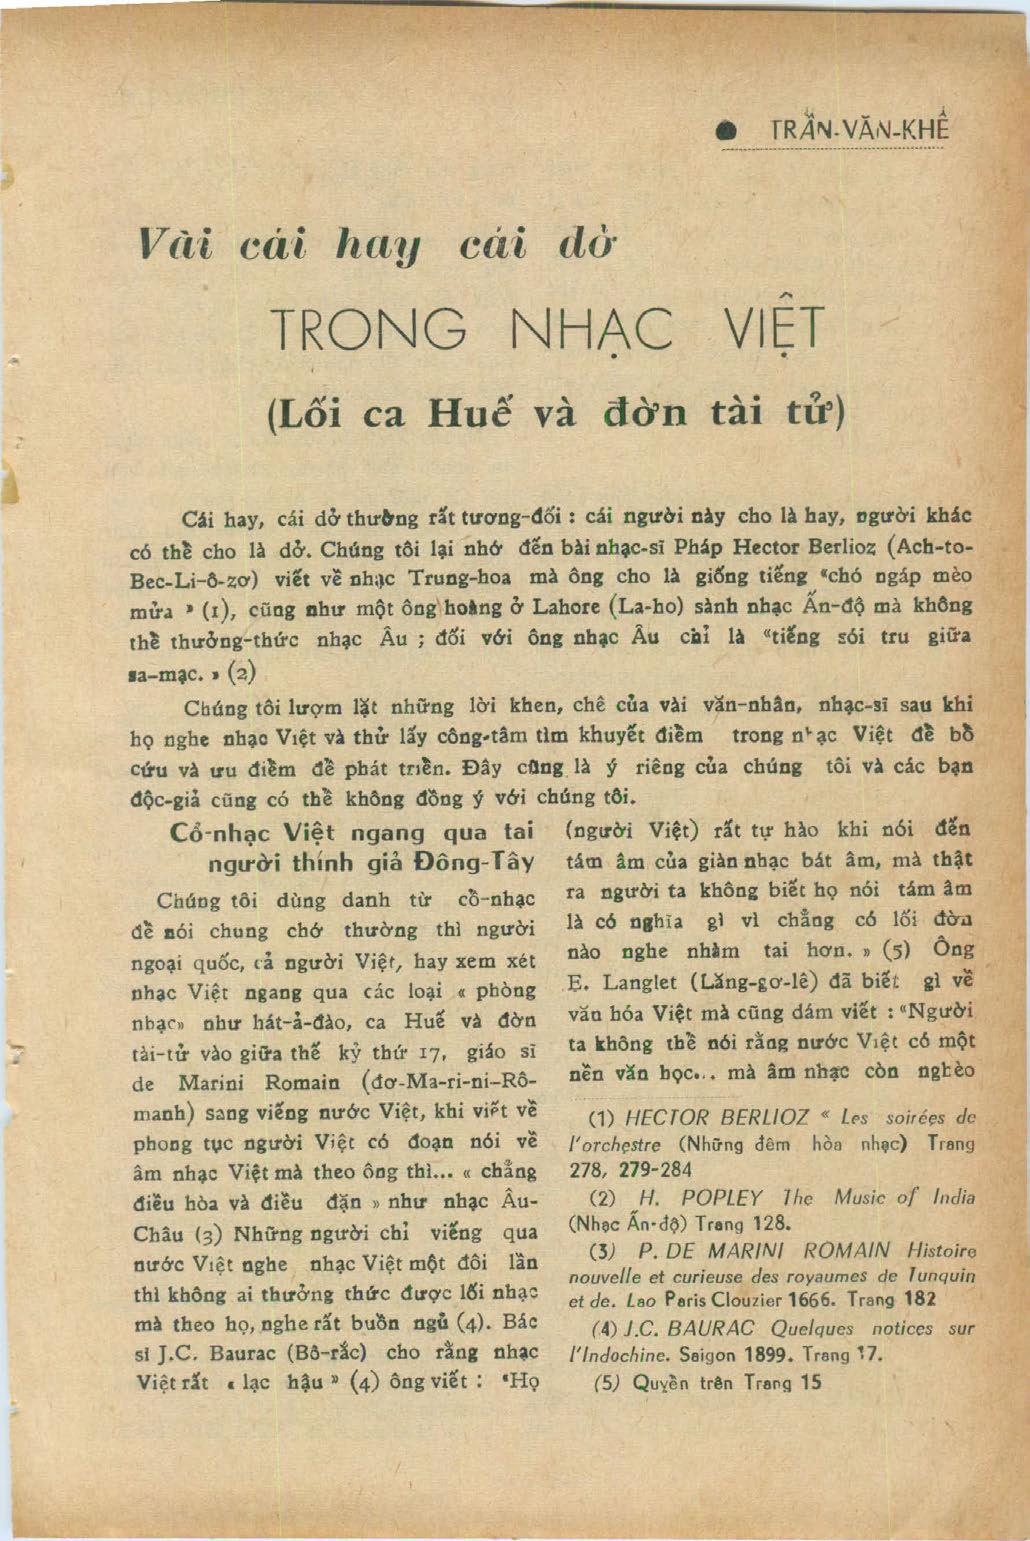 ● TRẦN-VĂN-KHÊ
Vài cái hay cái dở
TRONG NHẠC VIỆT
(Lối ca Huế và đờn tài tử)
Cái hay, cái dở thường rất tương-đối : cái người này cho là hay, người khác
có thể cho là dở. Chúng tôi lại nhớ đến bài nhạc-sĩ Pháp Hector Berlioz (Ach-to-
Bec-Li-ô-zơ) viết về nhạc Trung-hoa mà ông cho là giống tiếng «chó ngáp mèo
mửa » (1), cũng như một ông hoàng ở Lahore (La-ho) sành nhạc Ấn-độ mà không
thể thưởng-thức nhạc Âu ; đối với ông nhạc Âu chỉ là «tiếng sói tru giữa
sa-mạc. » (2)
Chúng tôi lượm lặt những lời khen, chê của vài văn-nhân, nhạc-sĩ sau khi
họ nghe nhạc Việt và thử lấy công-tâm tìm khuyết điểm trong nhạc Việt để bổ
cứu và ưu điểm để phát triển. Đây cũng là ý riêng của chúng tôi và các bạn
độc-giả cũng có thể không đồng ý với chúng tôi.
Cổ-nhạc Việt ngang qua tai
người thính giả Đông-Tây
Chúng tôi dùng danh từ cổ-nhạc
để nói chung chớ thường thì người
ngoại quốc, cả người Việt, hay xem xét
nhạc Việt ngang qua các loại « phòng
nhạc» như hát-ả-đào, ca Huế và đờn
tài-tử vào giữa thế kỷ thứ 17, giáo sĩ
de Marini Romain (đơ-Ma-ri-ni-Rô-
manh) sang viếng nước Việt, khi viết về
phong tục người Việt có đoạn nói về
âm nhạc Việt mà theo ông thì... « chẳng
điều hòa và điều đặn » như nhạc Âu-
Châu (3) Những người chỉ viếng qua
nước Việt nghe nhạc Việt một đôi lần
thì không ai thưởng thức được lối nhạc
mà theo họ, nghe rất buồn ngủ (4). Bác
sĩ J.C. Baurac (Bô-rắc) cho rằng nhạc
Việt rất « lạc hậu » (4) ông viết : «Họ
(người Việt) rất tự hào khi nói đến
tám âm của giàn nhạc bát âm, mà thật
ra người ta không biết họ nói tám âm
là có nghĩa gì vì chẳng có lối đờn
nào nghe nhàm tai hơn. » (5) Ông
E. Langlet (Lăng-gơ-lê) đã biết gì về
văn hóa Việt mà cũng dám viết : «Người
ta không thể nói rằng nước Việt có một
nền văn học... mà âm nhạc còn nghèo
(1) HECTOR BERLIOZ « Les soirées de
l'orchestre (Những đêm hòa nhạc) Trang
278, 279-284
(2) H. POPLEY The Music of India
(Nhạc Ấn-độ) Trang 128.
(3) P. DE MARINI ROMAIN Histoire
nouvelle et curieuse des royaumes de Tunquin
et de. Lao Paris Clouzier 1666. Trang 182
(4) J.C. BAURAC Quelques notices sur
l'Indochine. Saigon 1899. Trang 17.
(5) Quyển trên Trang 15